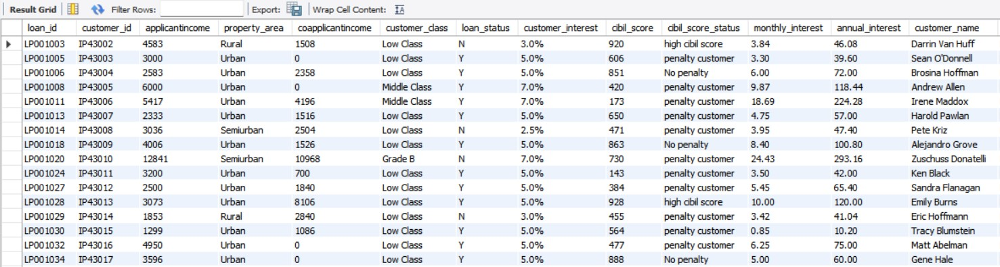 Result Grid Filter Rows: Export: Wrap Cell Content: IA
loan_id customer_id applicantincome property_area coapplicantincome customer_class loan_status customer_interest cibil_score cibil_score_status monthly_interest annual_interest customer_name
LP001003 IP43002 4583 Rural 1508 Low Class N 3.0% 920 high cibil score 3.84 46.08 Darrin Van Huff
LP001005 IP43003 3000 Urban 0 Low Class Y 5.0% 606 penalty customer 3.30 39.60 Sean O'Donnell
LP001006 IP43004 2583 Urban 2358 Low Class Y 5.0% 851 No penalty 6.00 72.00 Brosina Hoffman
LP001008 IP43005 6000 Urban 0 Middle Class Y 7.0% 420 penalty customer 9.87 118.44 Andrew Allen
LP001011 IP43006 5417 Urban 4196 Middle Class Y 7.0% 173 penalty customer 18.69 224.28 Irene Maddox
LP001013 IP43007 2333 Urban 1516 Low Class Y 5.0% 650 penalty customer 4.75 57.00 Harold Pawlan
LP001014 IP43008 3036 Semiurban 2504 Low Class N 2.5% 471 penalty customer 3.95 47.40 Pete Kriz
LP001018 IP43009 4006 Urban 1526 Low Class Y 5.0% 863 No penalty 8.40 100.80 Alejandro Grove
LP001020 IP43010 12841 Semiurban 10968 Grade B N 7.0% 730 penalty customer 24.43 293.16 Zuschuss Donatelli
LP001024 IP43011 3200 Urban 700 Low Class Y 5.0% 143 penalty customer 3.50 42.00 Ken Black
LP001027 IP43012 2500 Urban 1840 Low Class Y 5.0% 384 penalty customer 5.45 65.40 Sandra Flanagan
LP001028 IP43013 3073 Urban 8106 Low Class Y 5.0% 928 high cibil score 10.00 120.00 Emily Burns
LP001029 IP43014 1853 Rural 2840 Low Class N 3.0% 455 penalty customer 3.42 41.04 Eric Hoffmann
LP001030 IP43015 1299 Urban 1086 Low Class Y 5.0% 564 penalty customer 0.85 10.20 Tracy Blumstein
LP001032 IP43016 4950 Urban 0 Low Class Y 5.0% 477 penalty customer 6.25 75.00 Matt Abelman
LP001034 IP43017 3596 Urban 0 Low Class Y 5.0% 888 No penalty 5.00 60.00 Gene Hale